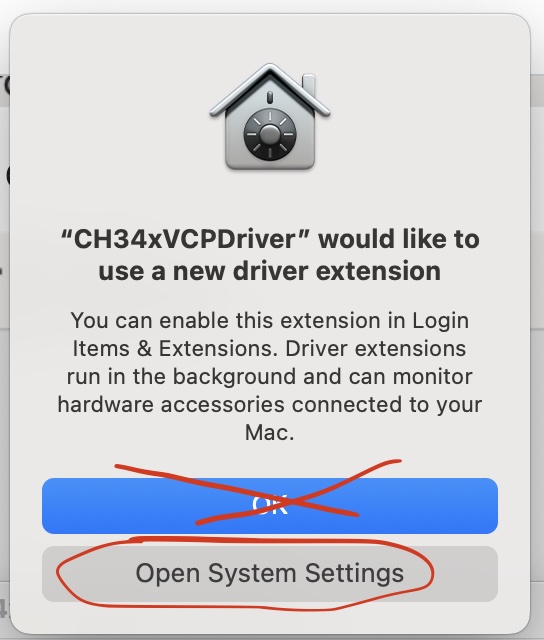 “CH34xVCPDriver” would like to
use a new driver extension
You can enable this extension in Login
Items & Extensions. Driver extensions
run in the background and can monitor
hardware accessories connected to your
Mac.
OK
Open System Settings